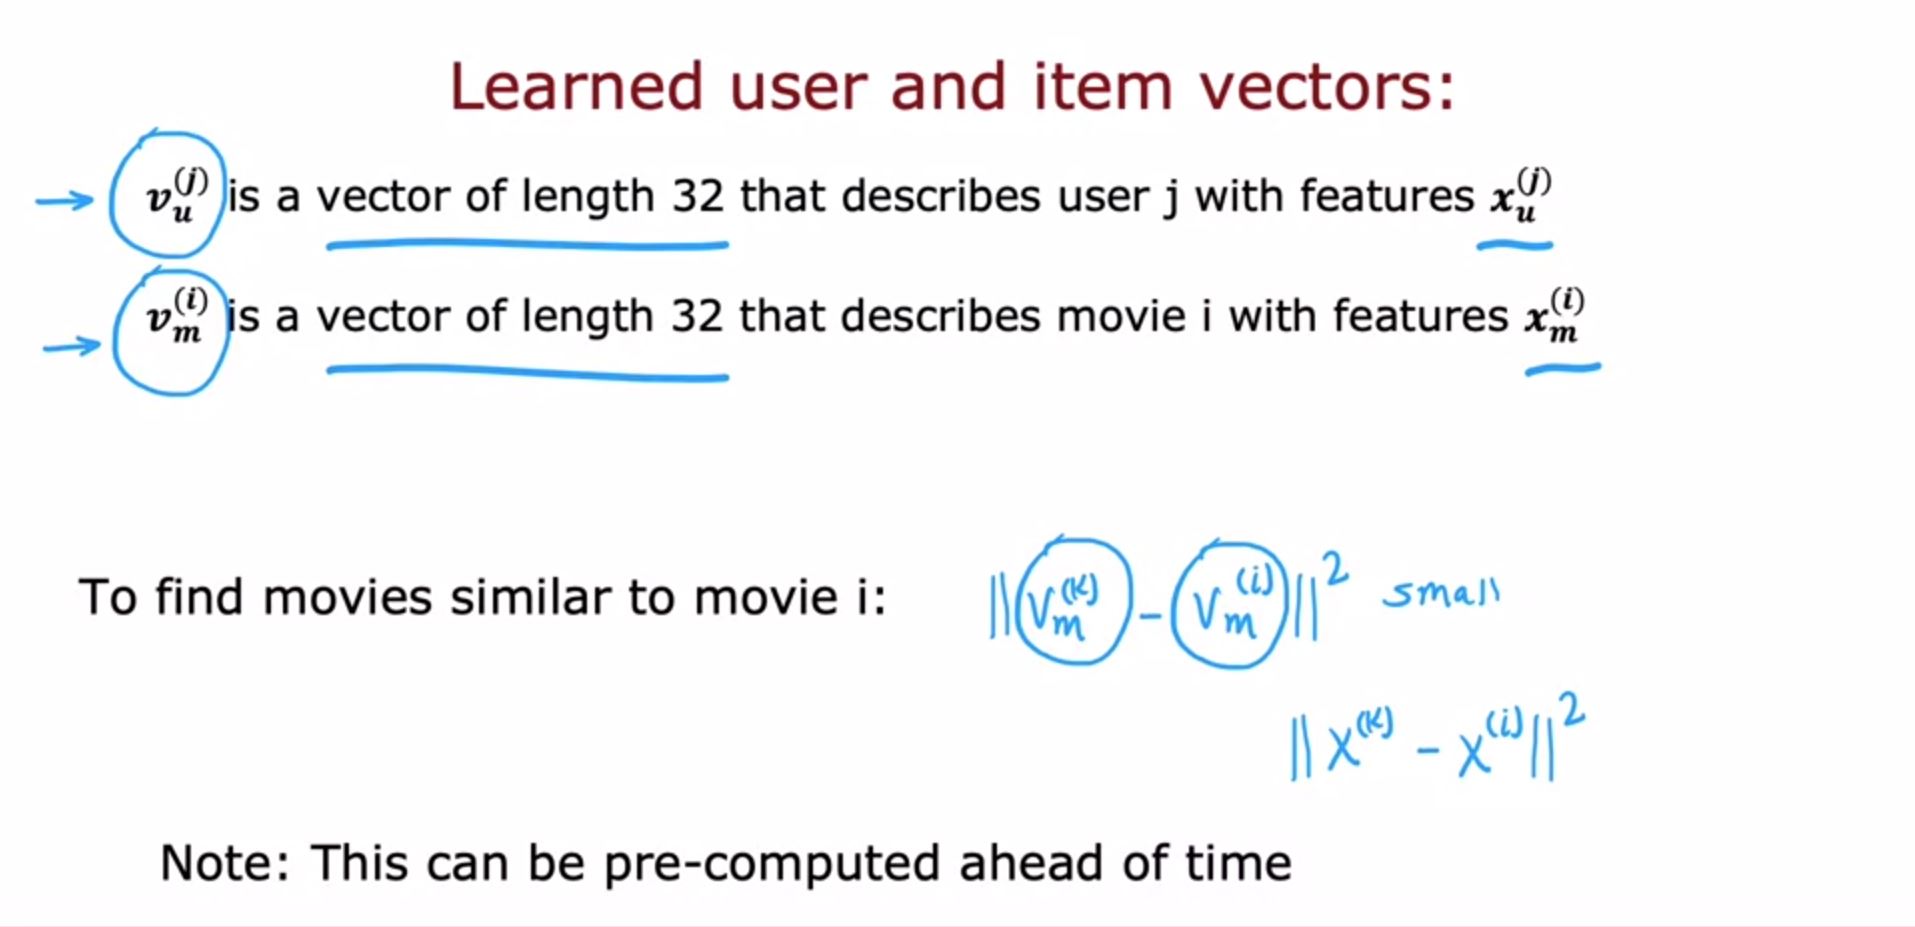 Learned user and item vectors:
v_u^(j) is a vector of length 32 that describes user j with features x_u^(j)
v_m^(i) is a vector of length 32 that describes movie i with features x_m^(i)
To find movies similar to movie i: ||v_m^(k) - v_m^(i)||^2 small
||x^(k) - x^(i)||^2
Note: This can be pre-computed ahead of time